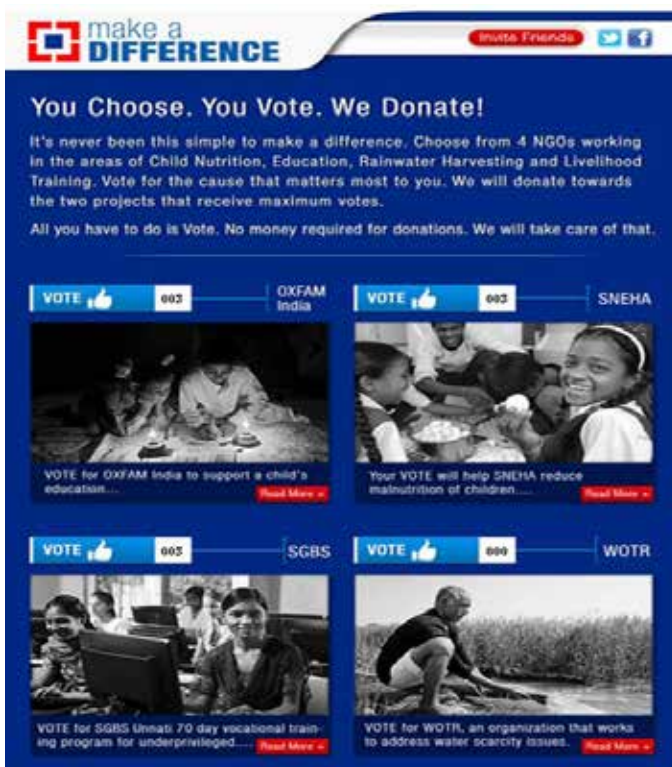 make a
DIFFERENCE
Invite Friends
You Choose. You Vote. We Donate!
It's never been this simple to make a difference. Choose from 4 NGOs working
in the areas of Child Nutrition, Education, Rainwater Harvesting and Livelihood
Training. Vote for the cause that matters most to you. We will donate towards
the two projects that receive maximum votes.
All you have to do is Vote. No money required for donations. We will take care of that.
VOTE 003 OXFAM
India
VOTE 003 SNEHA
VOTE for OXFAM India to support a child's
education....
Read More »
Your VOTE will help SNEHA reduce
malnutrition of children.....
Read More »
VOTE 003 SGBS
VOTE 000 WOTR
VOTE for SGBS Unnati 70 day vocational train-
ing program for underprivileged.....
Read More »
VOTE for WOTR, an organization that works
to address water scarcity issues.
Read More »